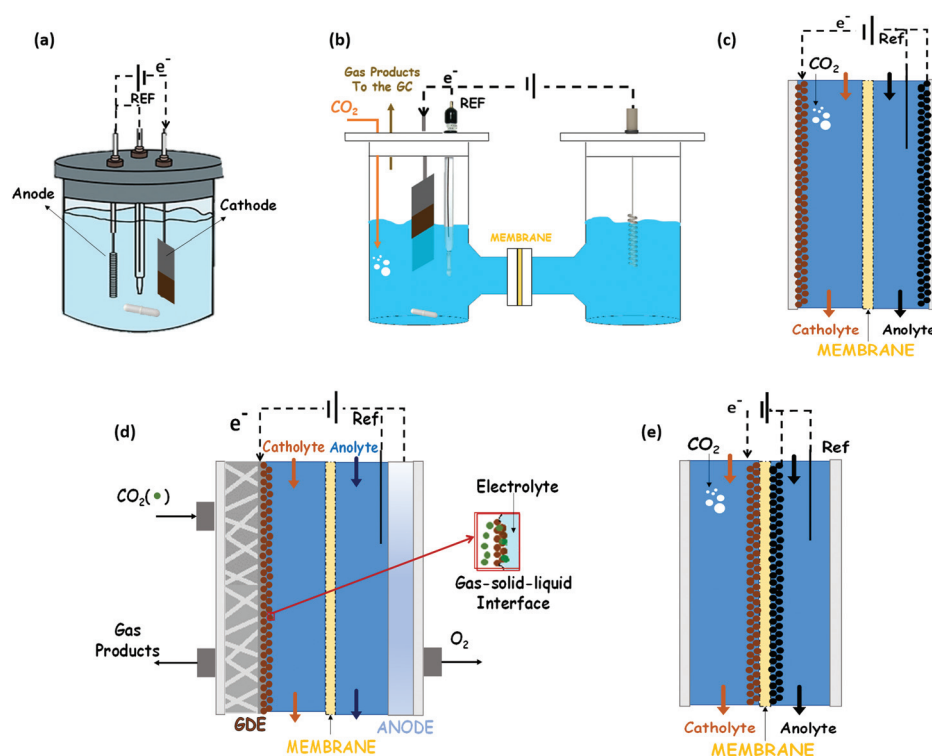 (a)
e-
REF
Anode
Cathode
(b)
Gas Products
To the GC
e-
CO2
REF
MEMBRANE
(c)
e-
Ref
CO2
Catholyte
Anolyte
MEMBRANE
(d)
e-
Ref
Catholyte
Anolyte
CO2(•)
Electrolyte
Gas-solid-liquid
Interface
Gas
Products
O2
GDE
ANODE
MEMBRANE
(e)
e-
CO2
Ref
Catholyte
Anolyte
MEMBRANE